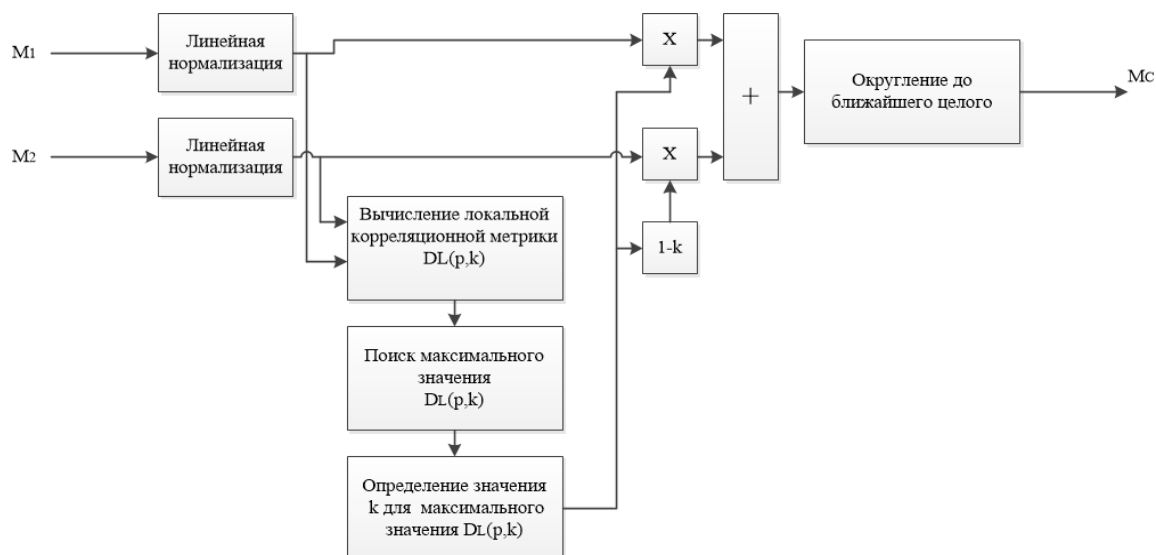 M1
Линейная
нормализация
X
+
Округление до
ближайшего целого
MC
M2
Линейная
нормализация
X
1-k
Вычисление локальной
корреляционной метрики
DL(p,k)
Поиск максимального
значения
DL(p,k)
Определение значения
k для максимального
значения DL(p,k)